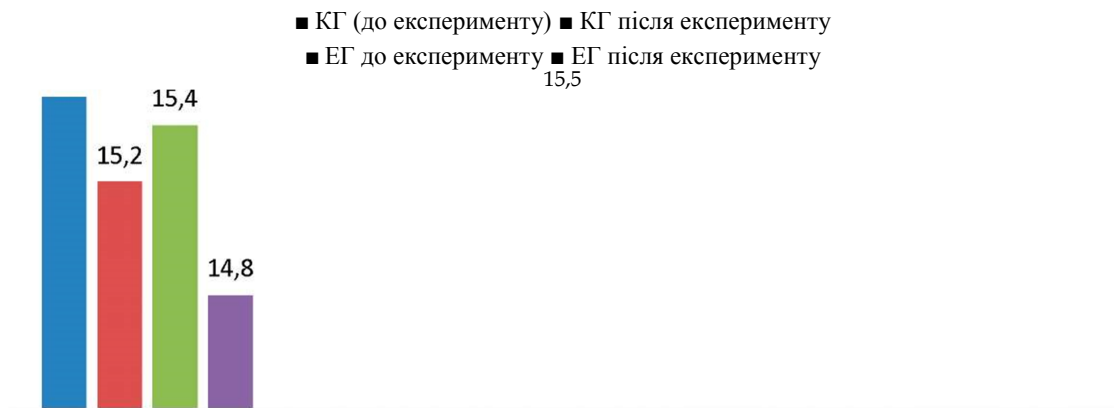 ■ КГ (до експерименту) ■ КГ після експерименту
■ ЕГ до експерименту ■ ЕГ після експерименту
15,5
15,4
15,2
14,8